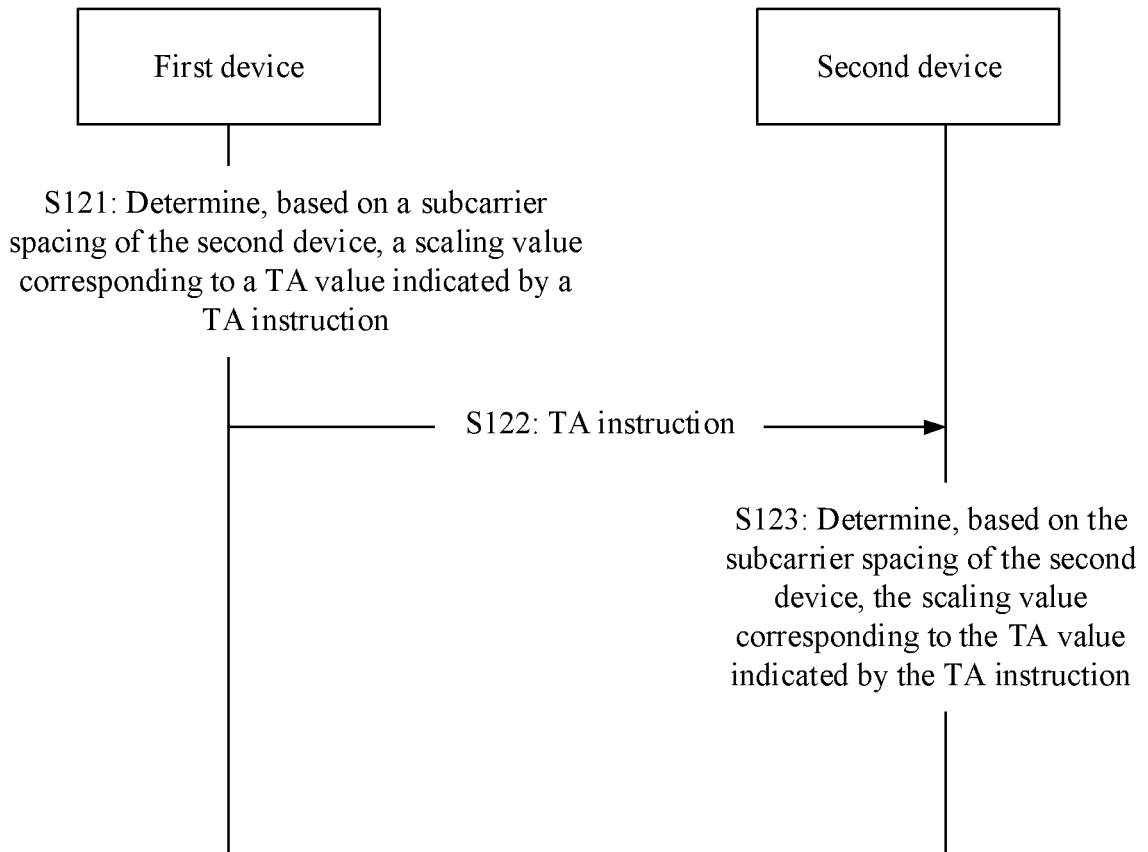 First device
Second device
S121: Determine, based on a subcarrier
spacing of the second device, a scaling value
corresponding to a TA value indicated by a
TA instruction
S122: TA instruction
S123: Determine, based on the
subcarrier spacing of the second
device, the scaling value
corresponding to the TA value
indicated by the TA instruction